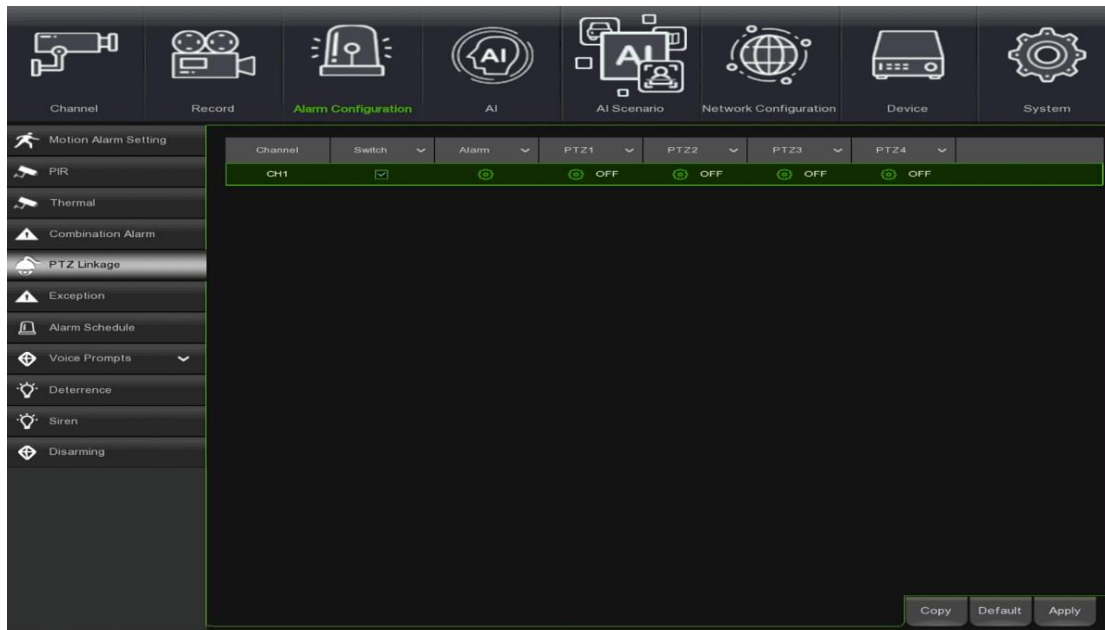 AI
AI
Channel Record Alarm Configuration AI AI Scenario Network Configuration Device System
Motion Alarm Setting
Channel Switch Alarm PTZ1 PTZ2 PTZ3 PTZ4
PIR
CH1 OFF OFF OFF OFF
Thermal
Combination Alarm
PTZ Linkage
Exception
Alarm Schedule
Voice Prompts
Deterrence
Siren
Disarming
Copy Default Apply